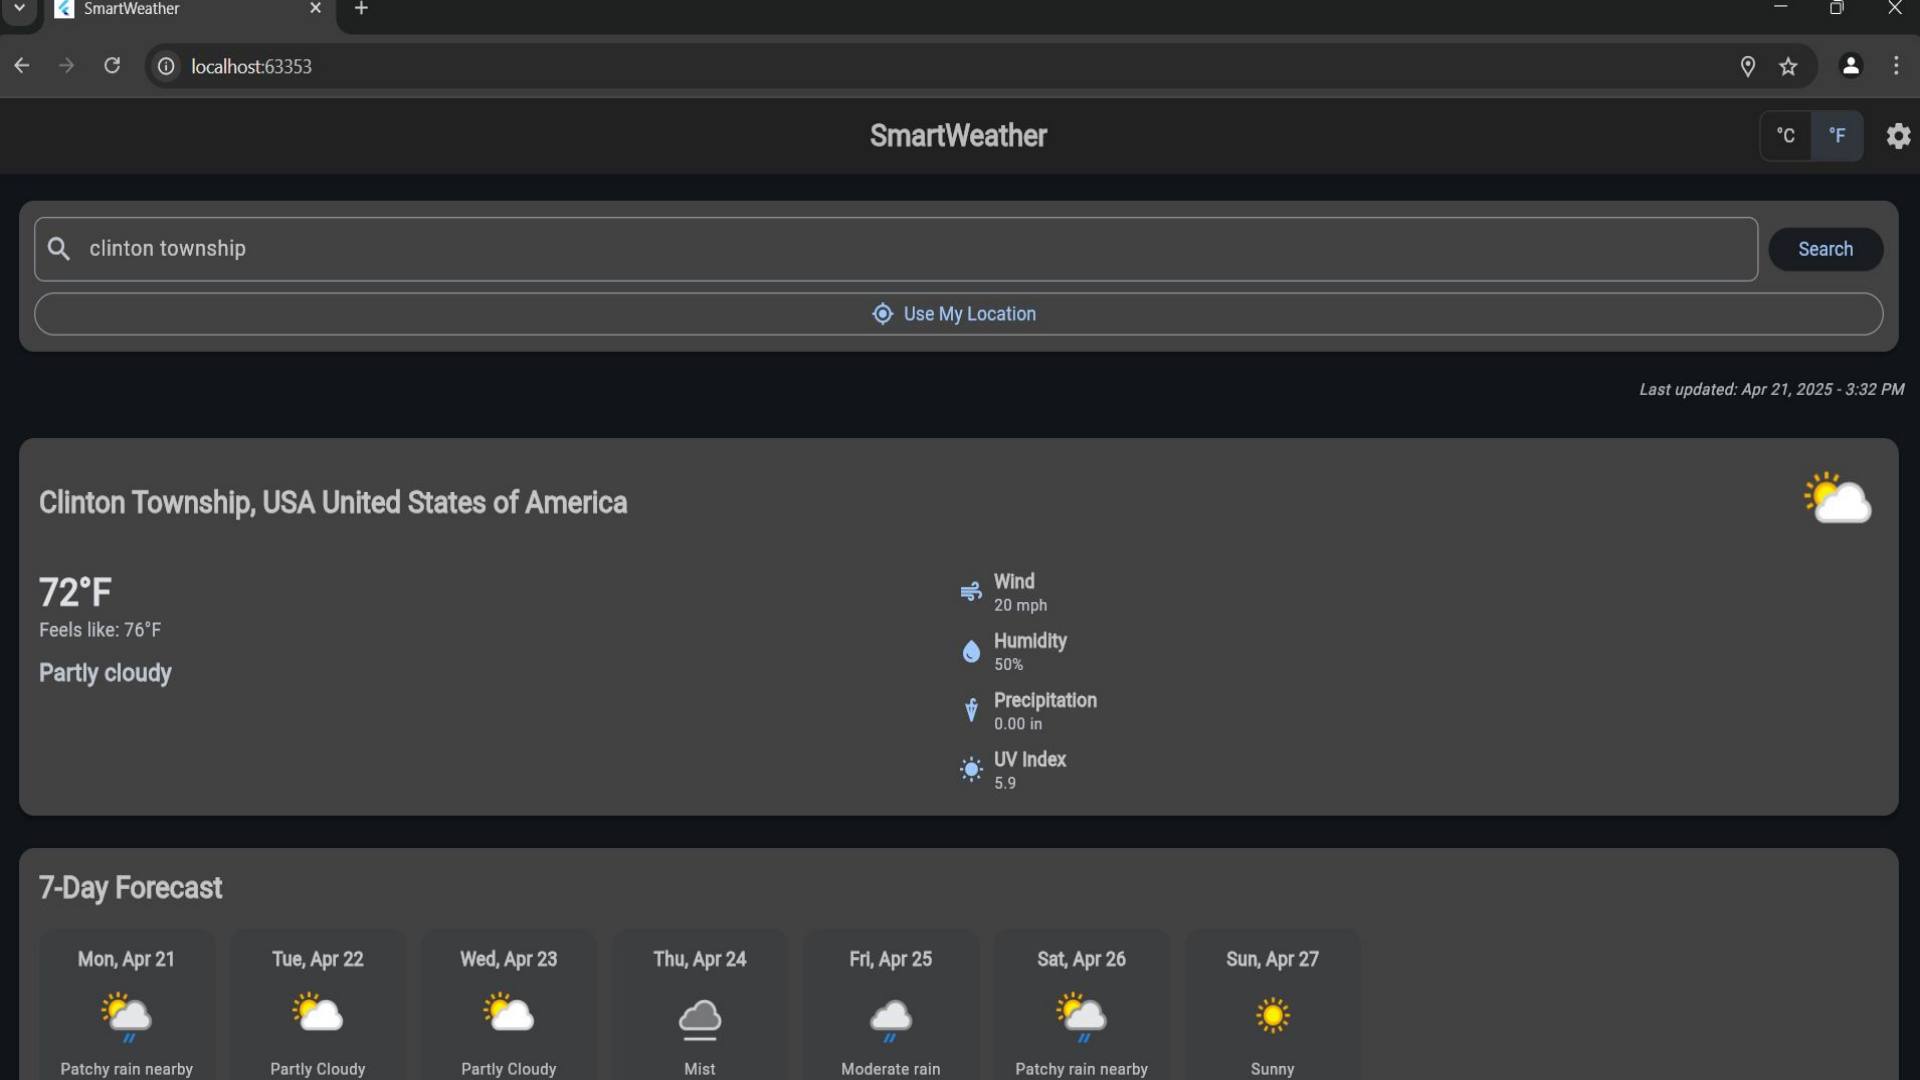 SmartWeather
localhost:63353
SmartWeather
°C °F
clinton township
Search
Use My Location
Last updated: Apr 21, 2025 - 3:32 PM
Clinton Township, USA United States of America
72°F
Feels like: 76°F
Partly cloudy
Wind
20 mph
Humidity
50%
Precipitation
0.00 in
UV Index
5.9
7-Day Forecast
Mon, Apr 21 Tue, Apr 22 Wed, Apr 23 Thu, Apr 24 Fri, Apr 25 Sat, Apr 26 Sun, Apr 27
Patchy rain nearby Partly Cloudy Partly Cloudy Mist Moderate rain Patchy rain nearby Sunny